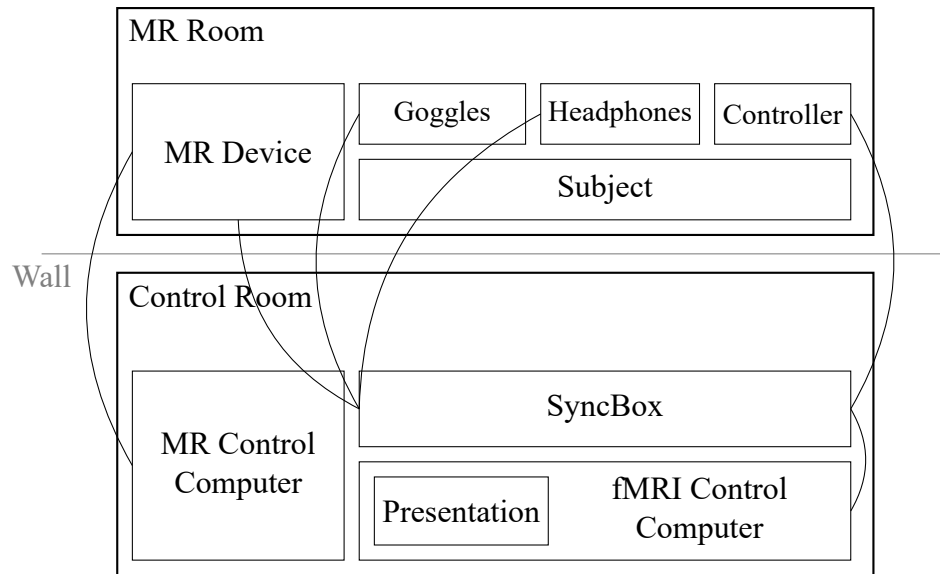 MR Room
MR Device
Goggles
Headphones
Controller
Subject
Wall
Control Room
MR Control
Computer
SyncBox
Presentation
fMRI Control
Computer